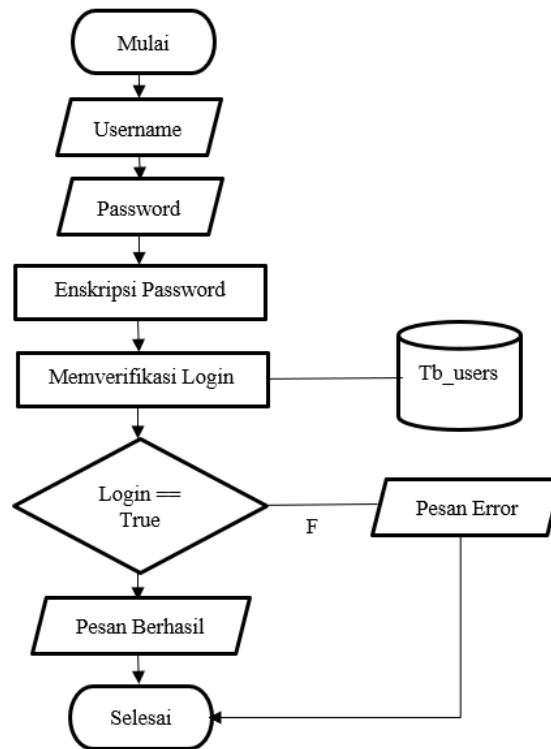 Mulai
Username
Password
Enskripsi Password
Memverifikasi Login
Tb_users
Login ==
True
F
Pesan Error
Pesan Berhasil
Selesai